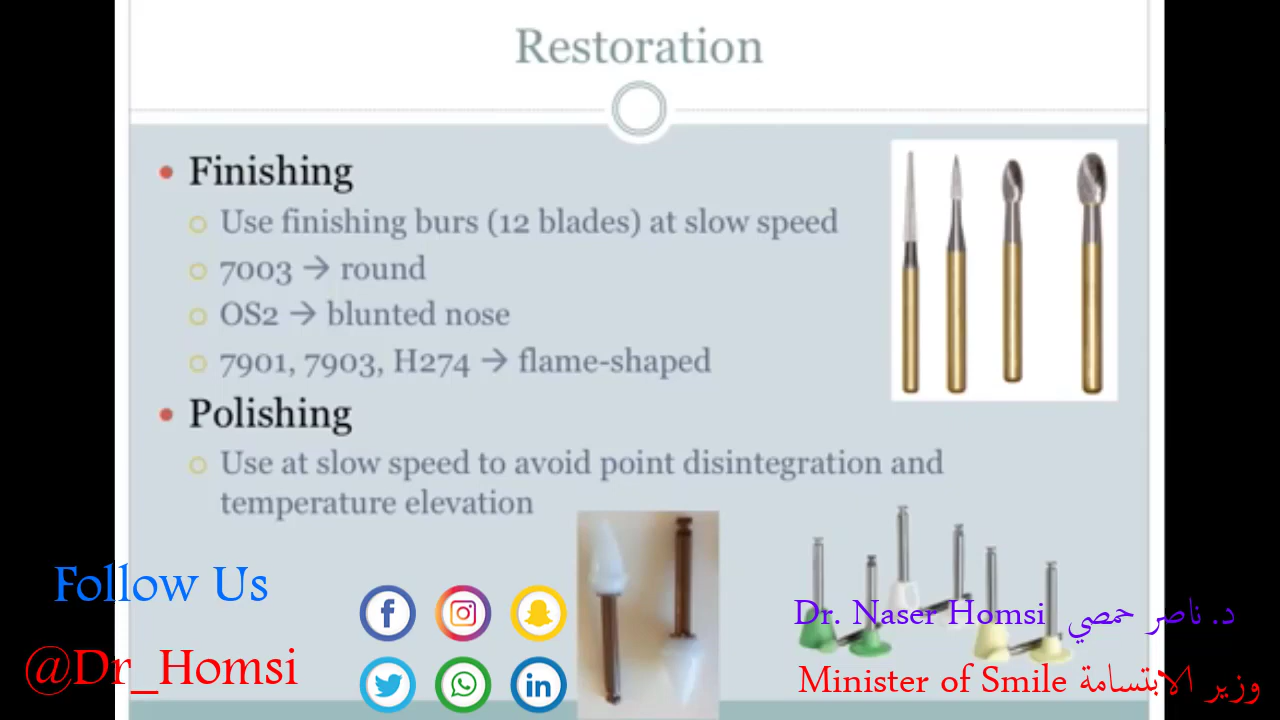 Restoration
Finishing
Use finishing burs (12 blades) at slow speed
7003 → round
OS2 → blunted nose
7901, 7903, H274 → flame-shaped
Polishing
Use at slow speed to avoid point disintegration and
temperature elevation
Follow Us
@Dr_Homsi
Dr. Naser Homsi د. ناصر حمصي
Minister of Smile وزير الابتسامة